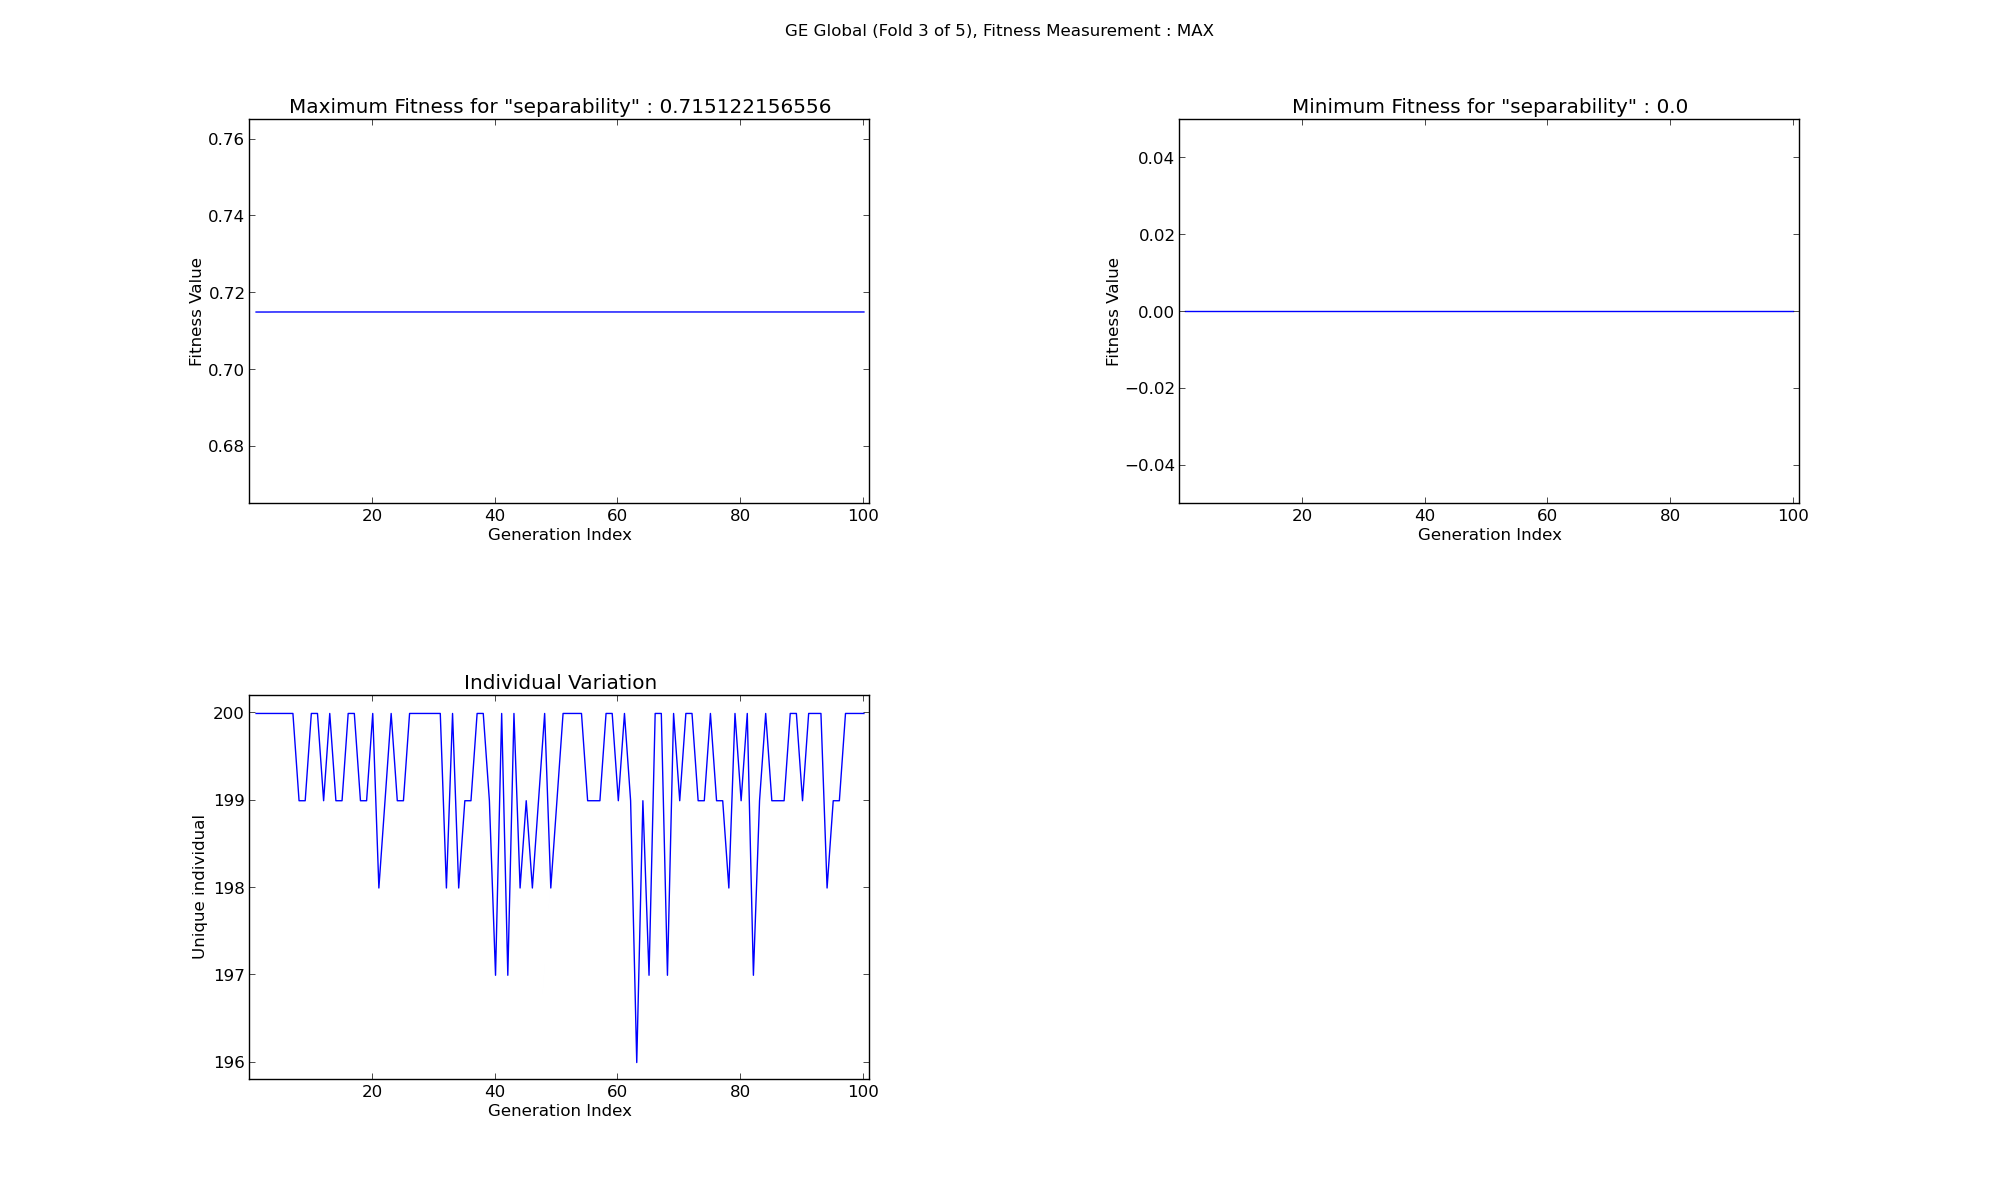 GE Global (Fold 3 of 5), Fitness Measurement : MAX
Maximum Fitness for "separability" : 0.715122156556
0.76
0.74
0.72
0.70
0.68
Fitness Value
20 40 60 80 100
Generation Index
Minimum Fitness for "separability" : 0.0
0.04
0.02
0.00
−0.02
−0.04
Fitness Value
20 40 60 80 100
Generation Index
Individual Variation
200
199
198
197
196
Unique individual
20 40 60 80 100
Generation Index